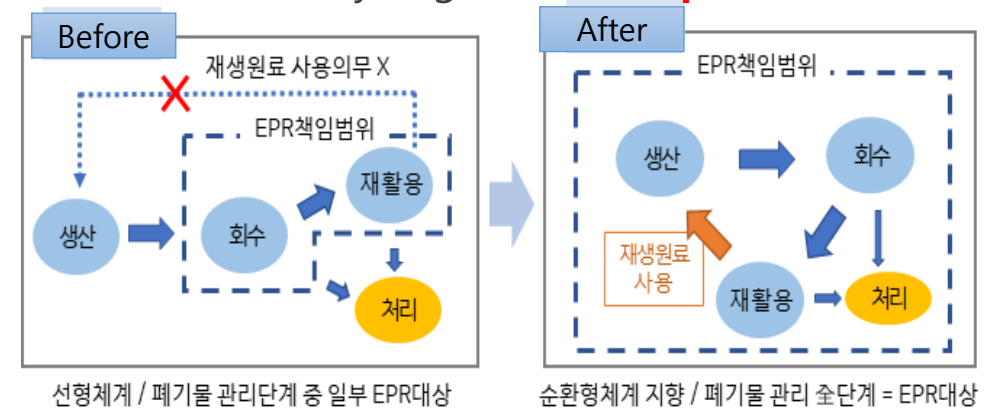 Before
재생원료 사용의무 X
EPR책임범위
생산
회수
재활용
처리
선형체계 / 폐기물 관리단계 중 일부 EPR대상
After
EPR책임범위
생산
회수
재생원료
사용
재활용
처리
순환형체계 지향 / 폐기물 관리 全단계 = EPR대상